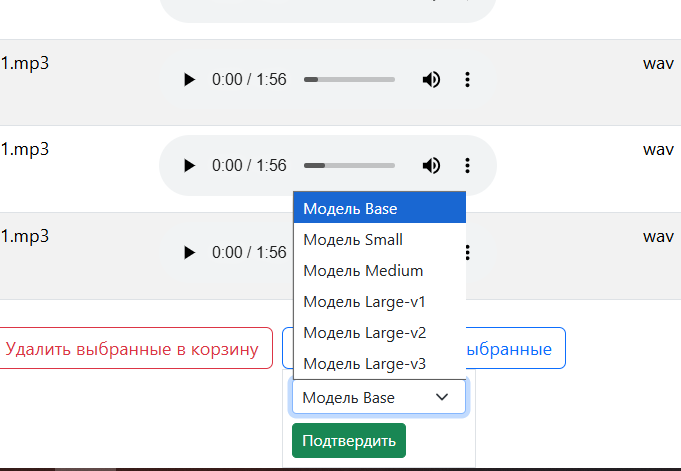 1.mp3 0:00 / 1:56 wav
1.mp3 0:00 / 1:56 wav
Модель Base
1.mp3 0:00 / 1:56 wav
Модель Small
Модель Medium
Модель Large-v1
Модель Large-v2
Модель Large-v3
Удалить выбранные в корзину
ыбранные
Модель Base
Подтвердить